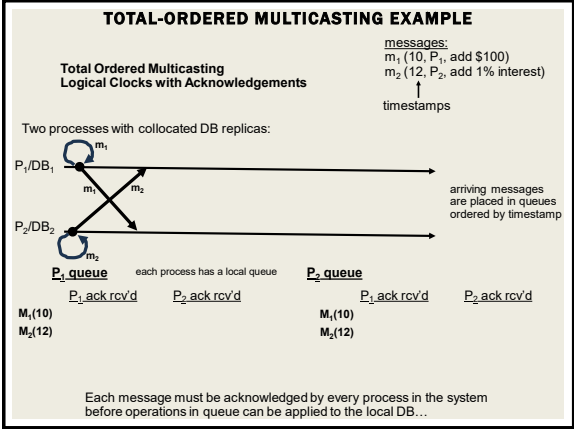 TOTAL-ORDERED MULTICASTING EXAMPLE
messages:
m1 (10, P1, add $100)
m2 (12, P2, add 1% interest)
Total Ordered Multicasting
Logical Clocks with Acknowledgements
timestamps
Two processes with collocated DB replicas:
m1
P1/DB1
m1
m2
arriving messages
are placed in queues
ordered by timestamp
P2/DB2
m2
P1 queue
each process has a local queue
P2 queue
P1 ack rcv'd
P2 ack rcv'd
P1 ack rcv'd
P2 ack rcv'd
M1(10)
M1(10)
M2(12)
M2(12)
Each message must be acknowledged by every process in the system
before operations in queue can be applied to the local DB…